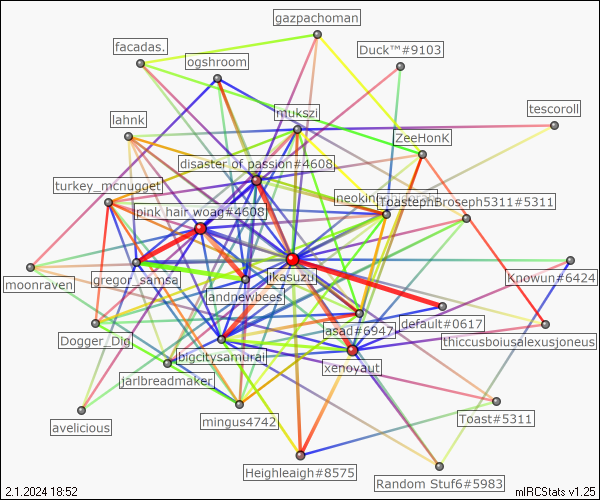 gazpachoman
facadas.
Duck™#9103
ogshroom
tescoroll
mukszi
lahnk
ZeeHonK
disaster of passion#4608
turkey_mcnugget
ToastephBroseph5311#5311
pink hair woag#4608
gregor_samsa
ikasuzu
moonraven
Knowun#6424
andnewbees
lasad#6947
default#0617
Dogger_Dig
thiccusboiusalexusjoneus
bigcitysamurai
xenoyaut
jarlbreadmaker
avelicious
mingus4742
Toast#5311
Heighleaigh#8575
Random Stuf6#5983
2.1.2024 18:52
mIRCStats v1.25